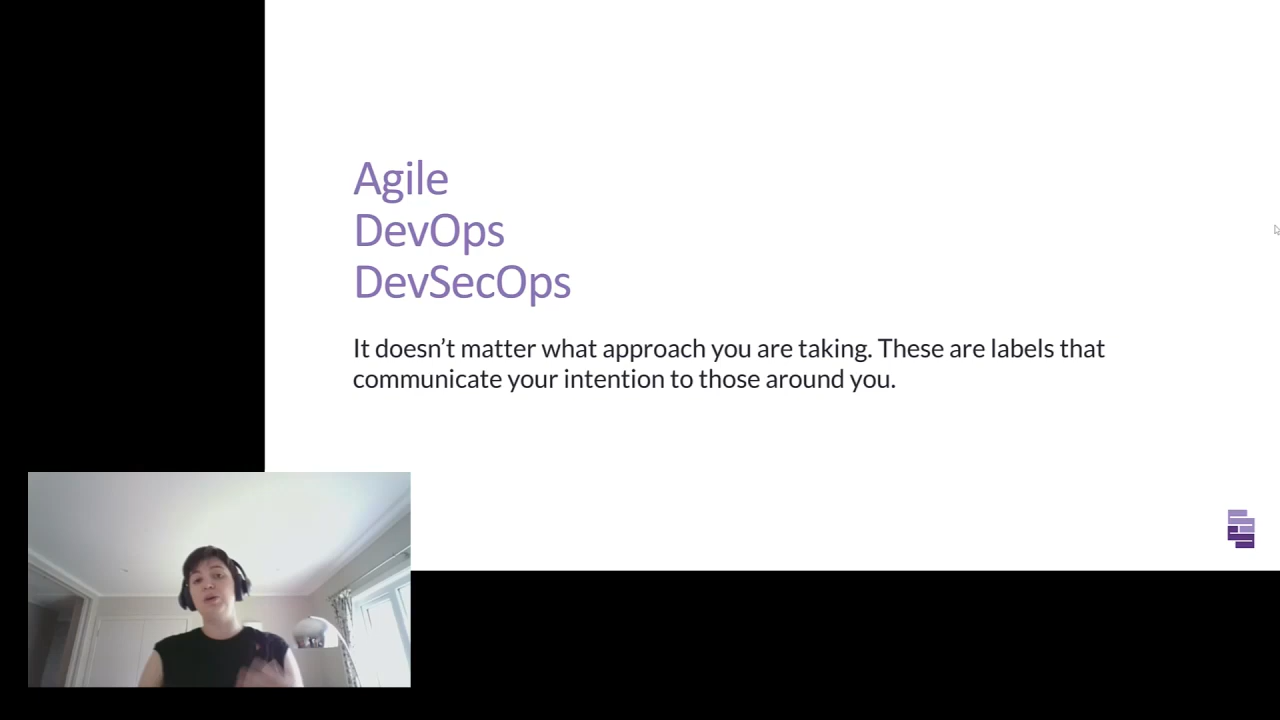 Agile
DevOps
DevSecOps
It doesn’t matter what approach you are taking. These are labels that
communicate your intention to those around you.